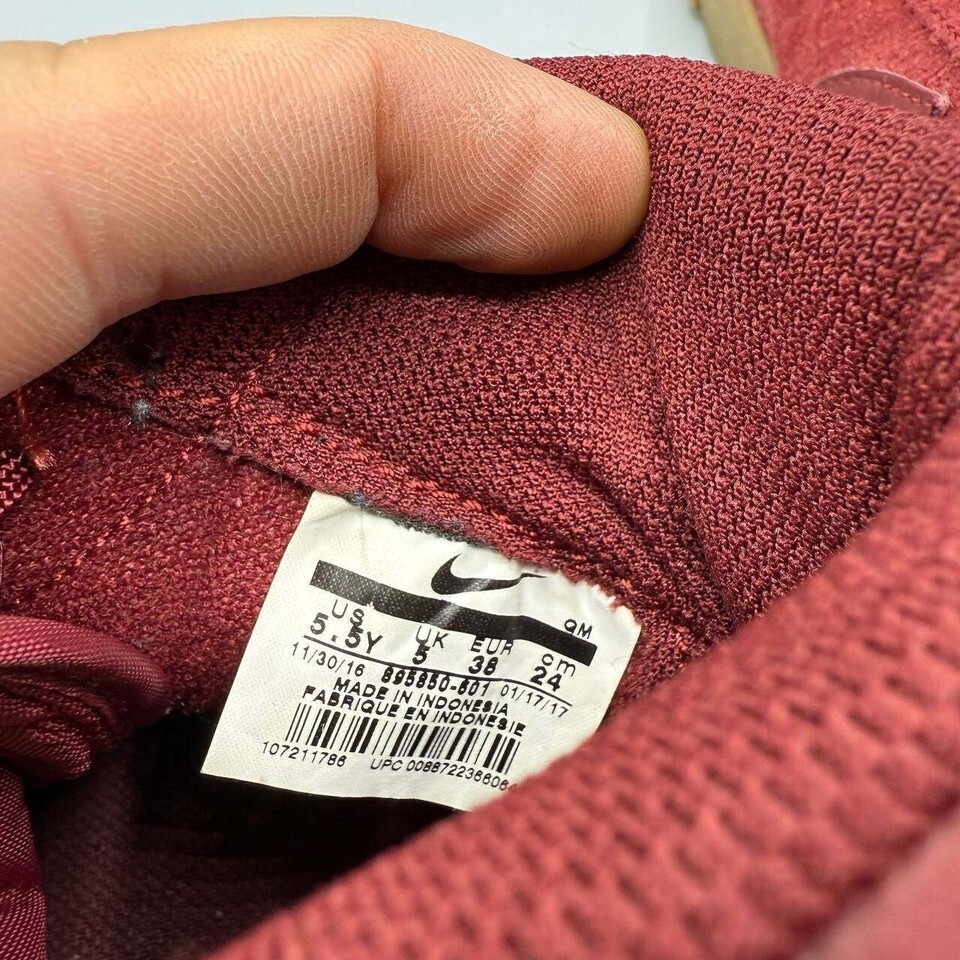 QM
US UK EUR cm
5.5Y 5 38 24
11/30/16 895850-601 01/17/17
MADE IN INDONESIA
FABRIQUE EN INDONESIE
107211786 UPC